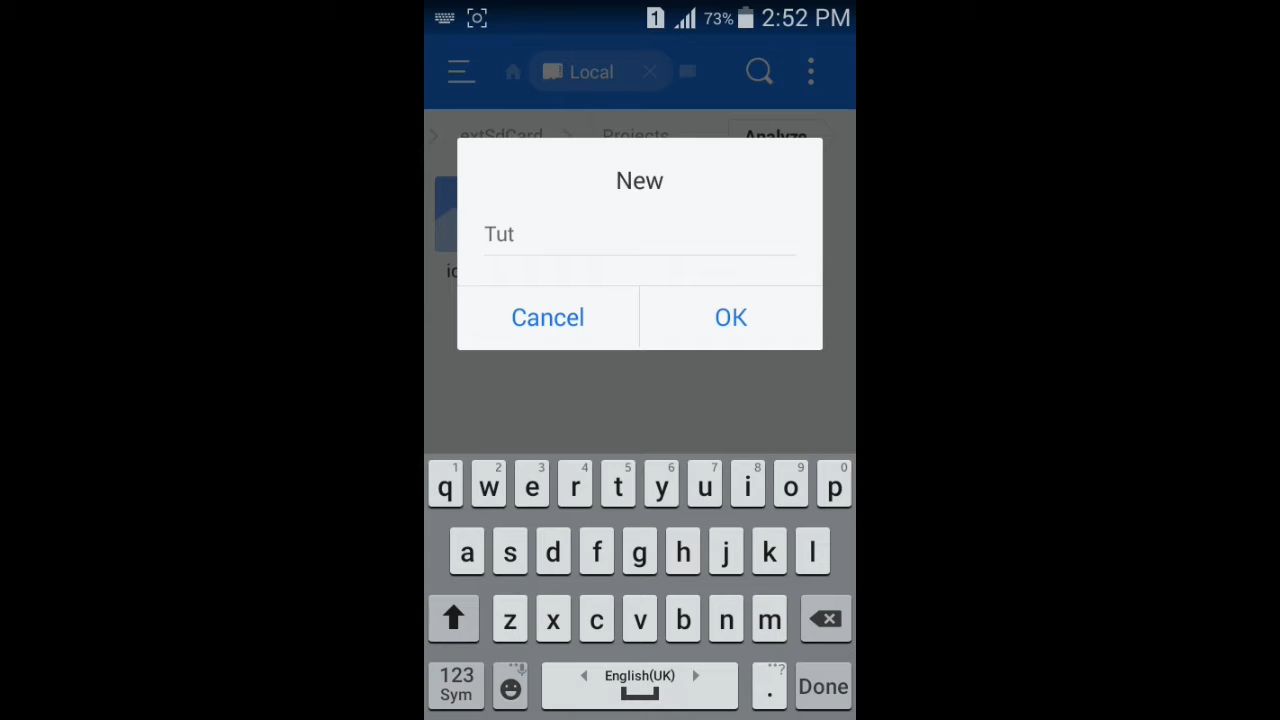 1 73% 2:52 PM
Local
extSdCard Projects Analyze
New
Tut
Cancel OK
1 2 3 4 5 6 7 8 9 0
q w e r t y u i o p
a s d f g h j k l
z x c v b n m
123 English(UK) ?
Sym . Done